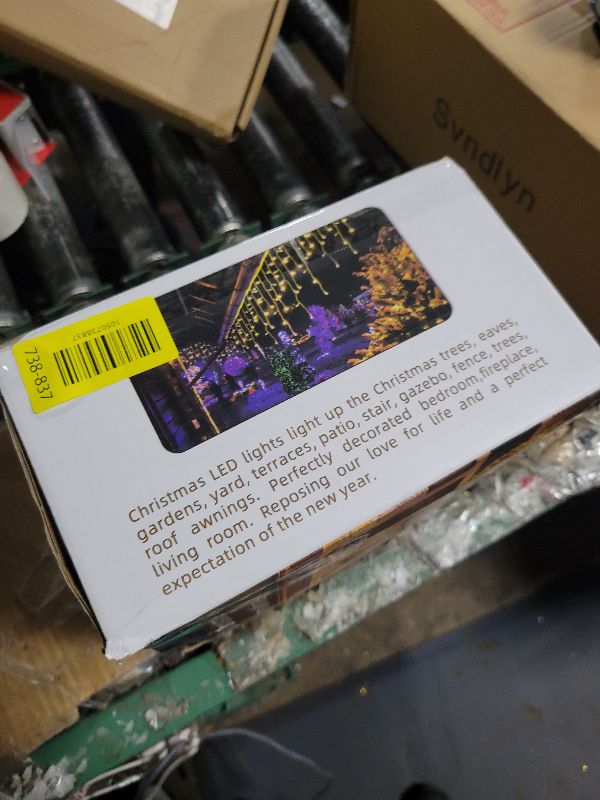 Svndlyn
1050738837
738-837
Christmas LED lights light up the Christmas trees, eaves,
gardens, yard, terraces, patio, stair, gazebo, fence, trees,
roof awnings. Perfectly decorated bedroom,fireplace,
living room. Reposing our love for life and a perfect
expectation of the new year.